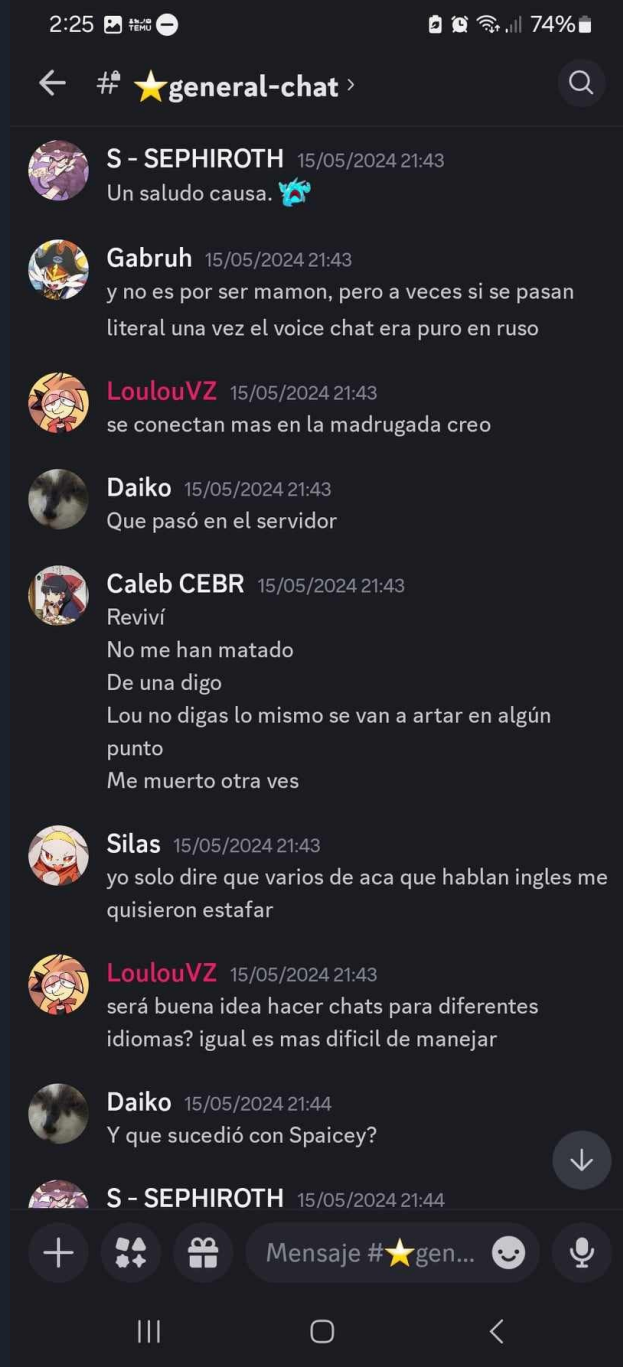 2:25 TEMU 74%
# ⭐general-chat ›
S - SEPHIROTH 15/05/2024 21:43
Un saludo causa.
Gabruh 15/05/2024 21:43
y no es por ser mamon, pero a veces si se pasan
literal una vez el voice chat era puro en ruso
LoulouVZ 15/05/2024 21:43
se conectan mas en la madrugada creo
Daiko 15/05/2024 21:43
Que pasó en el servidor
Caleb CEBR 15/05/2024 21:43
Reviví
No me han matado
De una digo
Lou no digas lo mismo se van a artar en algún
punto
Me muerto otra ves
Silas 15/05/2024 21:43
yo solo dire que varios de aca que hablan ingles me
quisieron estafar
LoulouVZ 15/05/2024 21:43
será buena idea hacer chats para diferentes
idiomas? igual es mas dificil de manejar
Daiko 15/05/2024 21:44
Y que sucedió con Spaicey?
S - SEPHIROTH 15/05/2024 21:44
Mensaje #⭐gen...